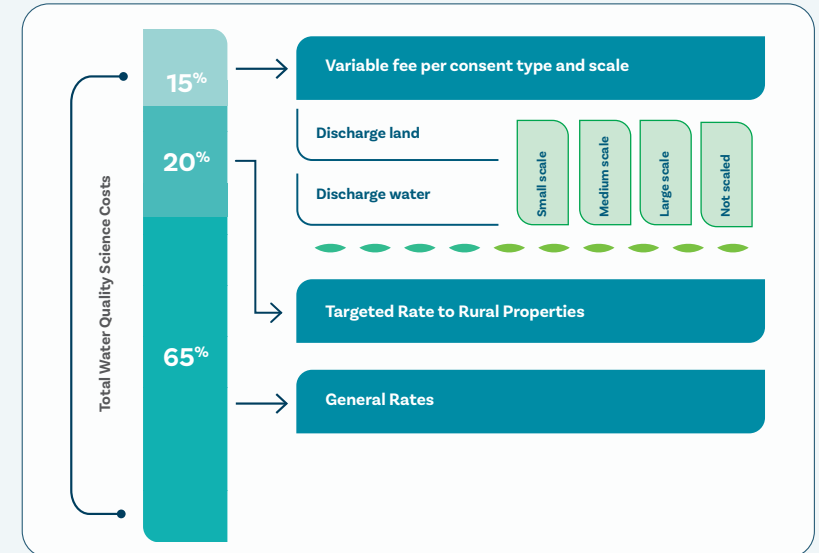 Total Water Quality Science Costs
15%
20%
65%
Variable fee per consent type and scale
Discharge land
Discharge water
Small scale
Medium scale
Large scale
Not scaled
Targeted Rate to Rural Properties
General Rates